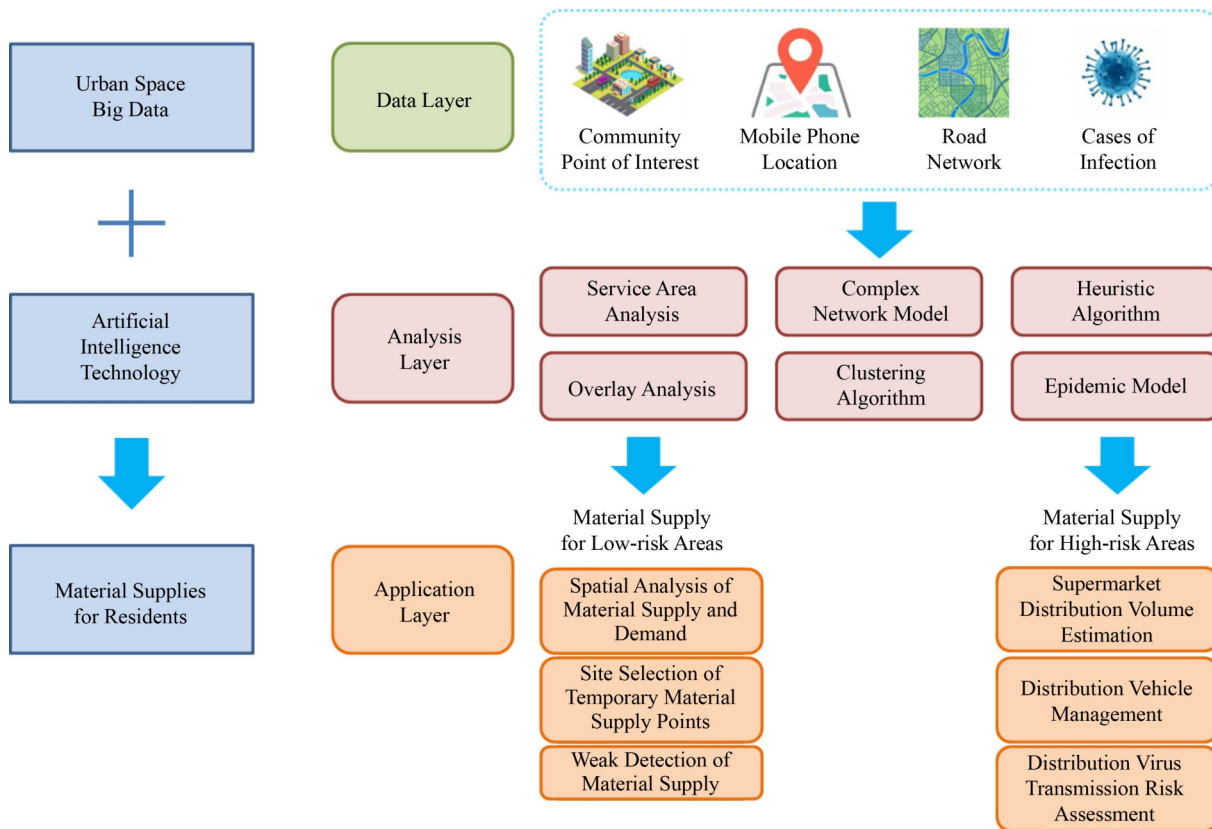 Urban Space
Big Data
Data Layer
Community
Point of Interest
Mobile Phone
Location
Road
Network
Cases of
Infection
Artificial
Intelligence
Technology
Analysis
Layer
Service Area
Analysis
Complex
Network Model
Heuristic
Algorithm
Overlay Analysis
Clustering
Algorithm
Epidemic Model
Material Supplies
for Residents
Application
Layer
Material Supply
for Low-risk Areas
Spatial Analysis of
Material Supply and
Demand
Site Selection of
Temporary Material
Supply Points
Weak Detection of
Material Supply
Material Supply
for High-risk Areas
Supermarket
Distribution Volume
Estimation
Distribution Vehicle
Management
Distribution Virus
Transmission Risk
Assessment